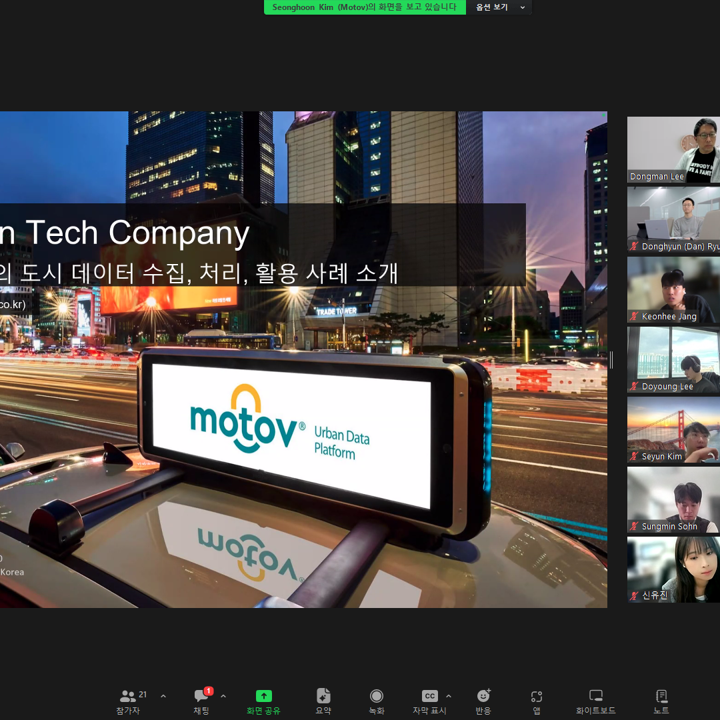 Seonghoon Kim (Motov)의 화면을 보고 있습니다
옵션 보기
n Tech Company
의 도시 데이터 수집, 처리, 활용 사례 소개
co.kr)
TRADE TOWER
motov®
Urban Data
Platform
Korea
Dongman Lee
Donghyun (Dan) Ryu
Keonhee Jang
Doyoung Lee
Seyun Kim
Sungmin Sohn
신유진
21
참가자
1
채팅
화면 공유
요약
녹화
CC
자막 표시
반응
앱
화이트보드
노트